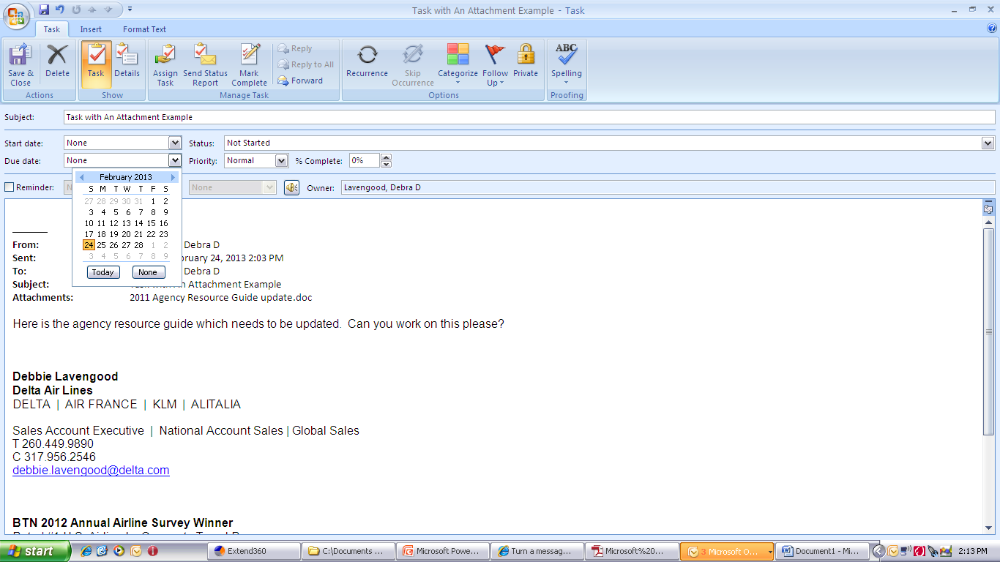 Task with An Attachment Example - Task
Task Insert Format Text
Save & Close Delete Task Details Assign Task Send Status Report Mark Complete Reply Reply to All Forward Recurrence Skip Occurrence Categorize Follow Up Private ABC Spelling
Actions Show Manage Task Options Proofing
Subject: Task with An Attachment Example
Start date: None Status: Not Started
Due date: None Priority: Normal % Complete: 0%
Reminder: None Owner: Lavengood, Debra D
February 2013
S M T W T F S
27 28 29 30 31 1 2
3 4 5 6 7 8 9
10 11 12 13 14 15 16
17 18 19 20 21 22 23
24 25 26 27 28 1 2
3 4 5 6 7 8 9
Today None
From: Debra D
Sent: bruary 24, 2013 2:03 PM
To: Debra D
Subject: Task with An Attachment Example
Attachments: 2011 Agency Resource Guide update.doc
Here is the agency resource guide which needs to be updated.  Can you work on this please?
Debbie Lavengood
Delta Air Lines
DELTA | AIR FRANCE | KLM | ALITALIA
Sales Account Executive | National Account Sales | Global Sales
T 260.449.9890
C 317.956.2546
debbie.lavengood@delta.com
BTN 2012 Annual Airline Survey Winner
start Extend360 C:\Documents ... Microsoft Powe... Turn a messag... Microsoft%20... 3 Microsoft O... Document1 - Mi... 2:13 PM